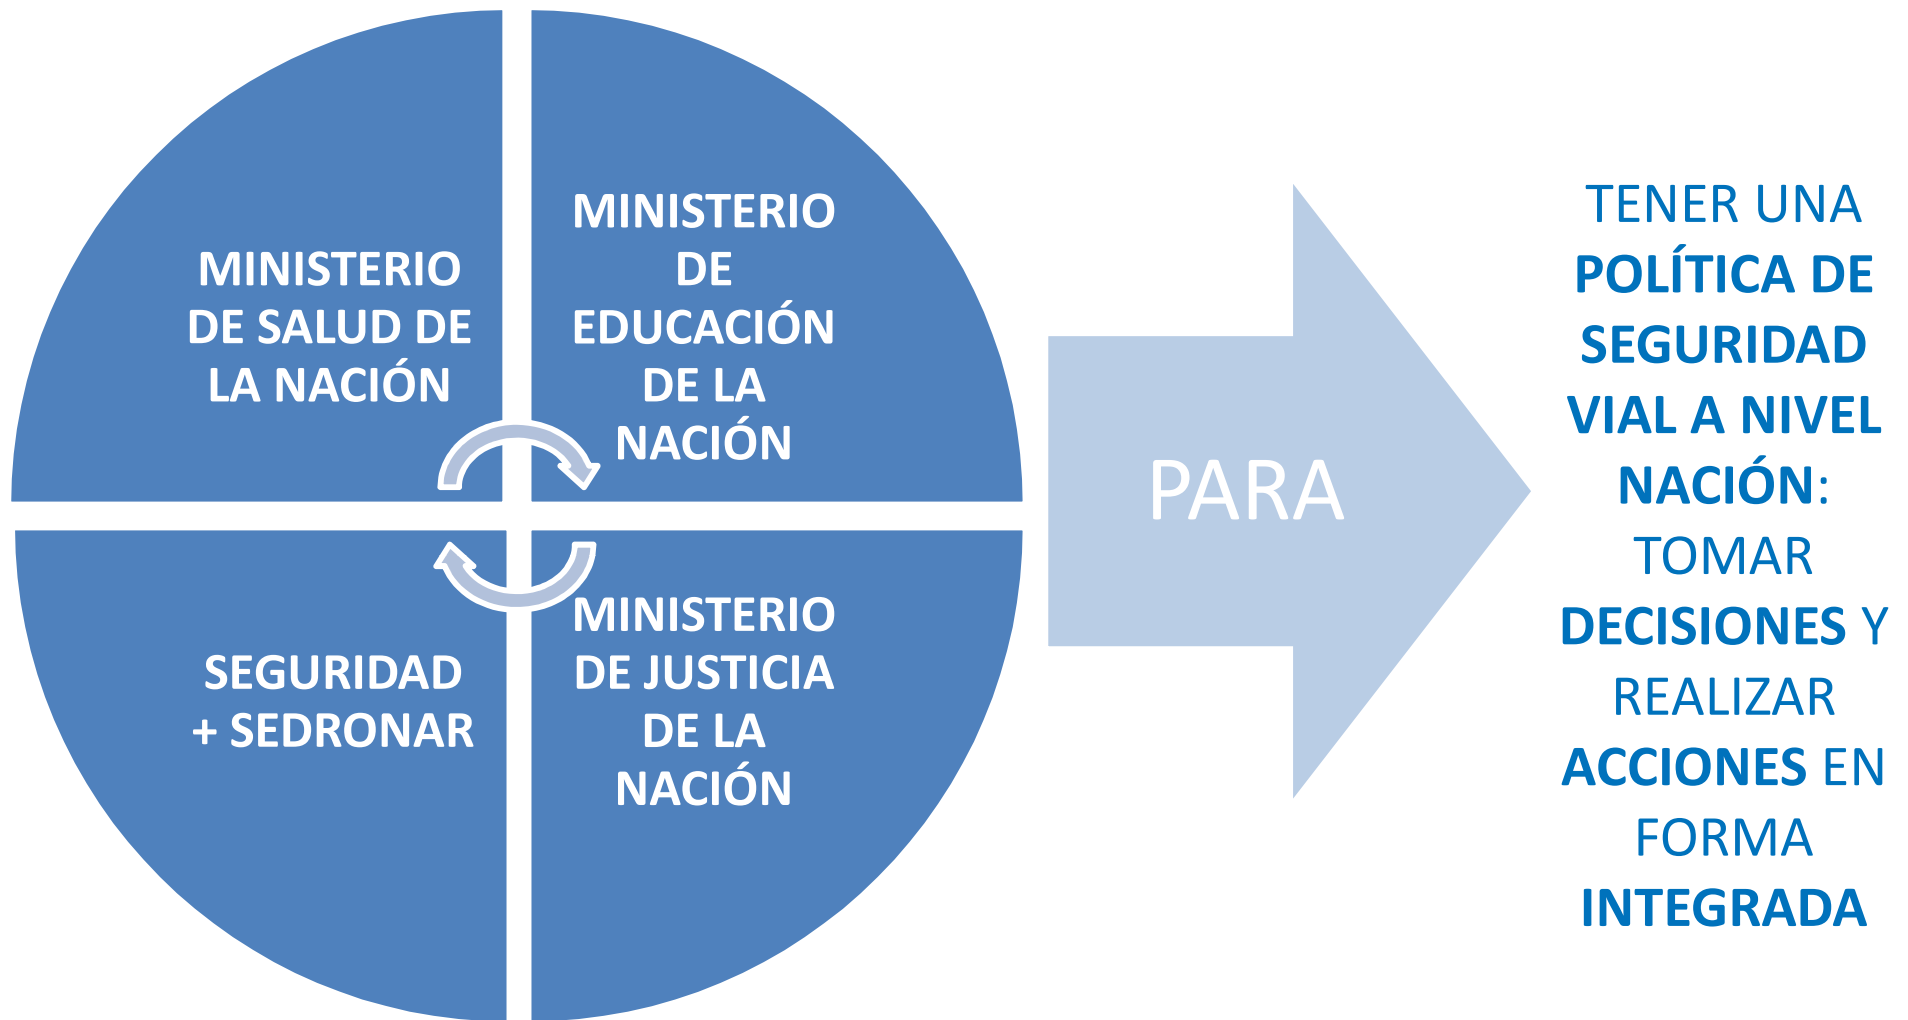 MINISTERIO
DE SALUD DE
LA NACIÓN
MINISTERIO
DE
EDUCACIÓN
DE LA
NACIÓN
SEGURIDAD
+ SEDRONAR
MINISTERIO
DE JUSTICIA
DE LA
NACIÓN
PARA
TENER UNA
POLÍTICA DE
SEGURIDAD
VIAL A NIVEL
NACIÓN:
TOMAR
DECISIONES Y
REALIZAR
ACCIONES EN
FORMA
INTEGRADA